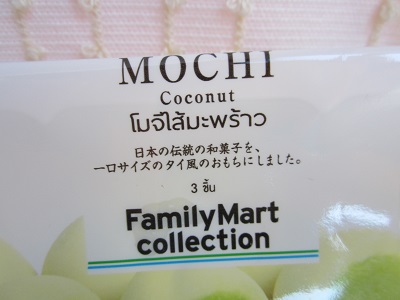 MOCHI
Coconut
โมจิไส้มะพร้าว
日本の伝統の和菓子を、
一口サイズのタイ風のおもちにしました。
3 ชิ้น
FamilyMart
collection